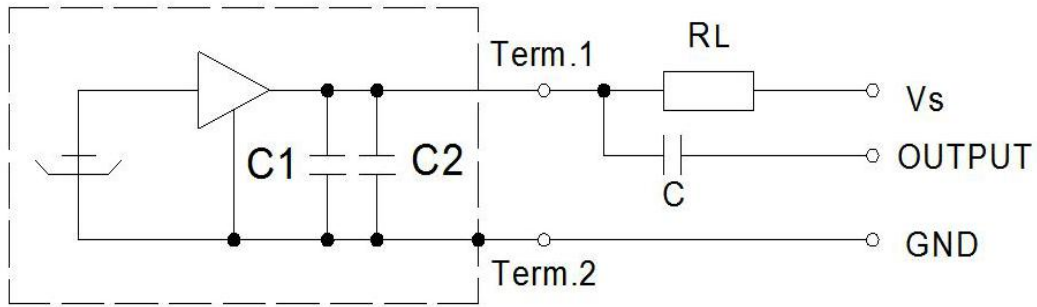 Term.1
RL
Vs
C1
C2
OUTPUT
C
GND
Term.2